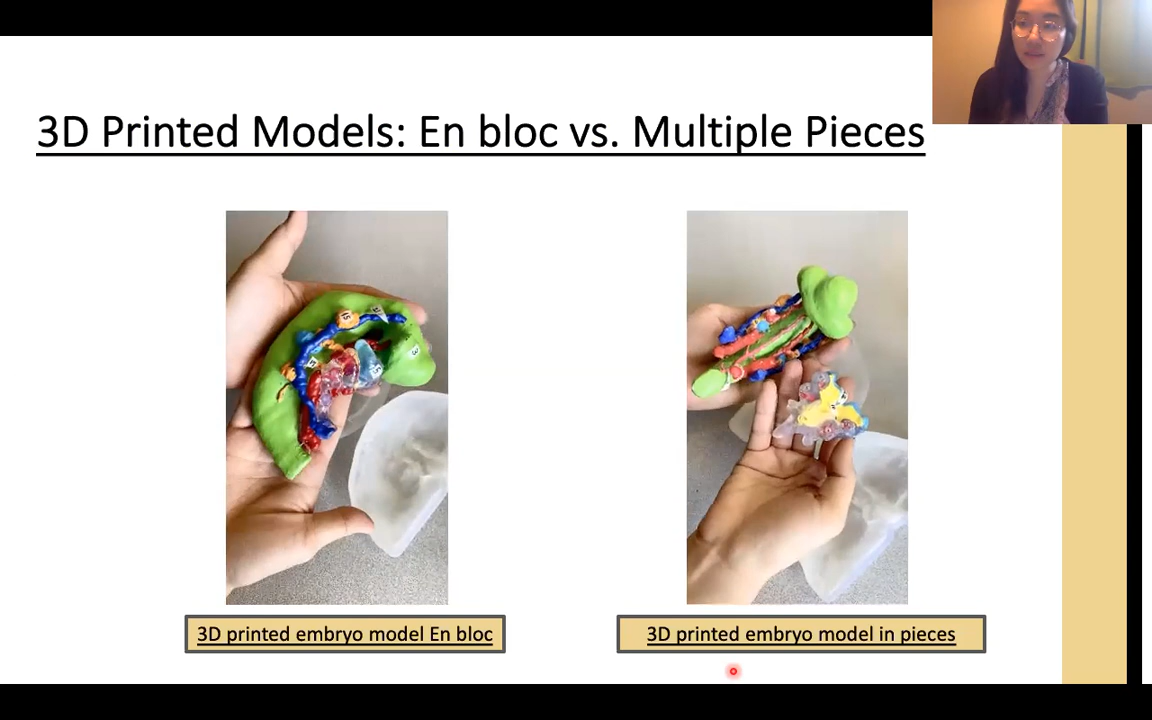 3D Printed Models: En bloc vs. Multiple Pieces
3D printed embryo model En bloc
3D printed embryo model in pieces